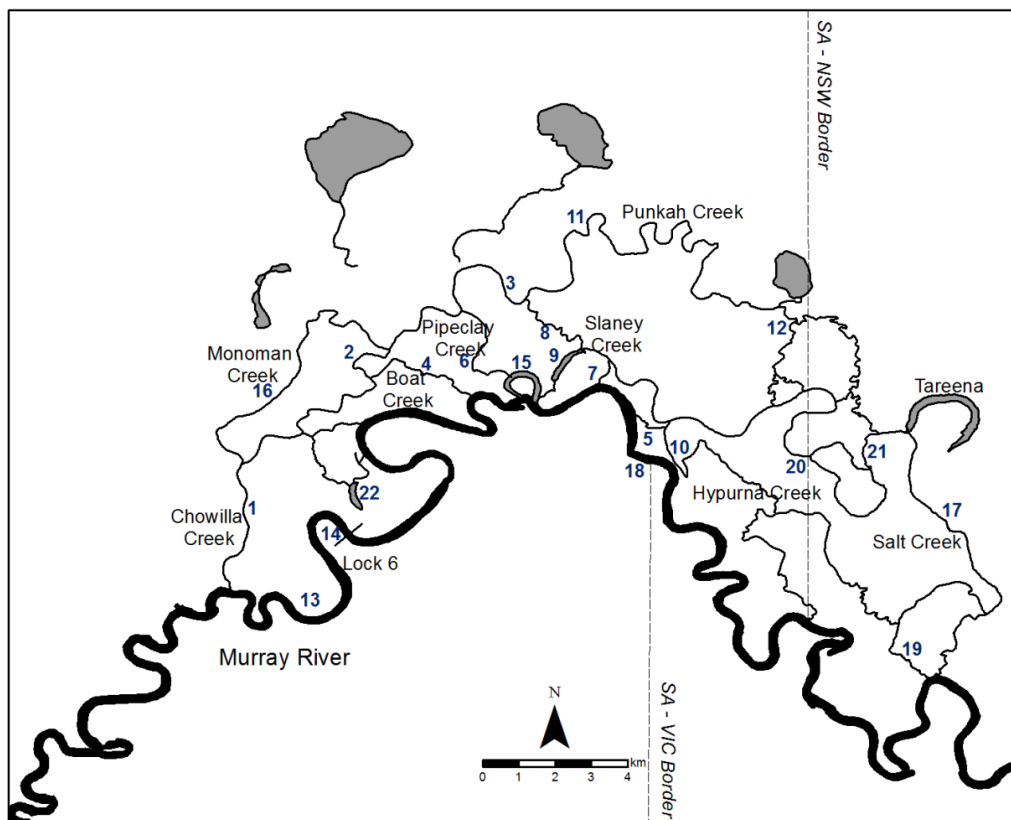 SA - NSW Border
11
Punkah Creek
3
12
8
Slaney
Creek
Pipeclay
Creek
9
2
Monoman
Creek
6
15
4
7
Tareena
16
Boat
Creek
5
10
21
18
20
22
Hypurna Creek
1
17
Chowilla
Creek
14
Salt Creek
Lock 6
13
19
Murray River
N
SA - VIC Border
km
0 1 2 3 4